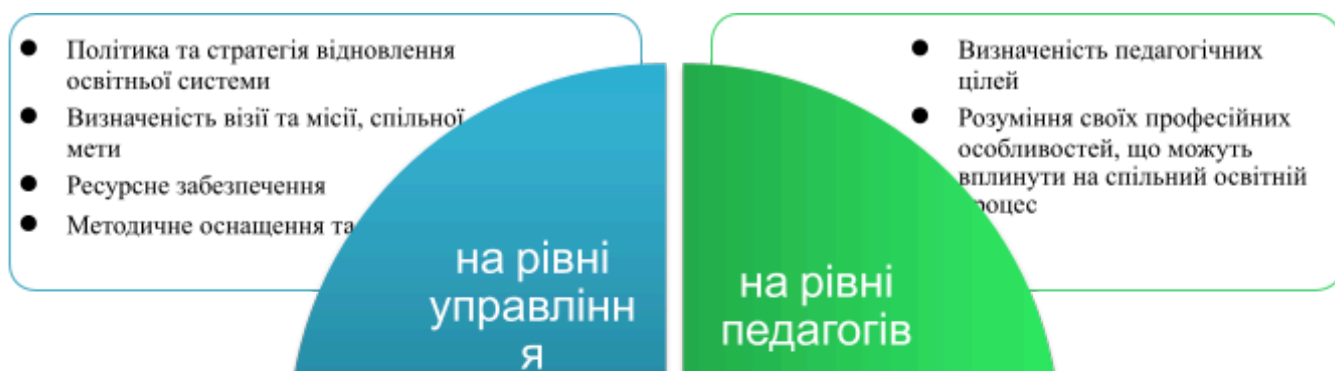 Політика та стратегія відновлення
освітньої системи
Визначеність візії та місії, спільної
мети
Ресурсне забезпечення
Методичне оснащення та
на рівні
управлінн
я
Визначеність педагогічних
цілей
Розуміння своїх професійних
особливостей, що можуть
вплинути на спільний освітній
процес
на рівні
педагогів